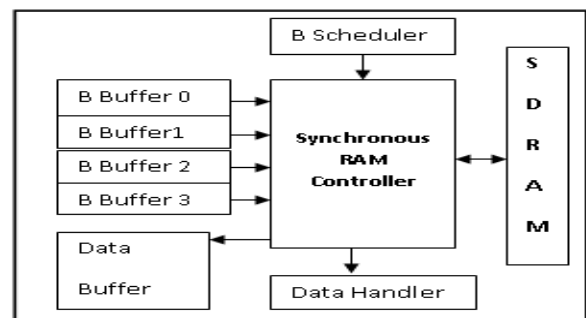 B Scheduler
B Buffer 0
B Buffer1
B Buffer 2
B Buffer 3
Synchronous
RAM
Controller
S
D
R
A
M
Data
Buffer
Data Handler